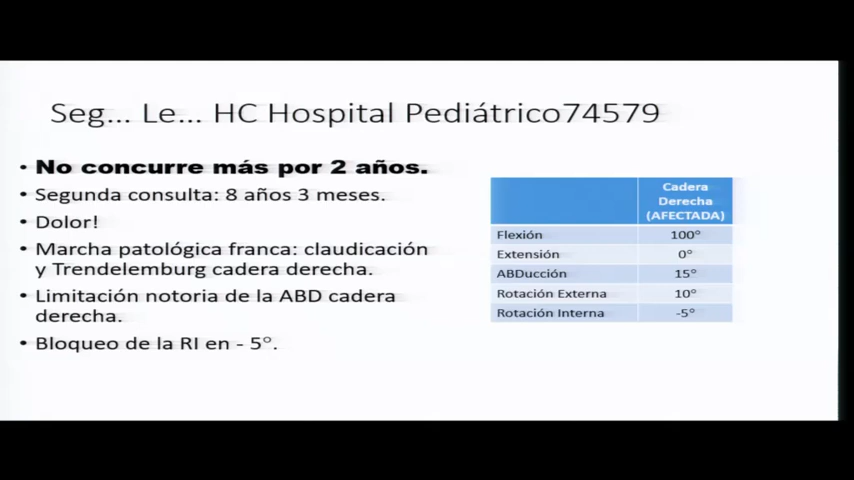 Seg... Le... HC Hospital Pediátrico74579
• No concurre más por 2 años.
• Segunda consulta: 8 años 3 meses.
• Dolor!
• Marcha patológica franca: claudicación
y Trendelemburg cadera derecha.
• Limitación notoria de la ABD cadera
derecha.
• Bloqueo de la RI en - 5°.
Cadera
Derecha
(AFECTADA)
Flexión 100°
Extensión 0°
ABDucción 15°
Rotación Externa 10°
Rotación Interna -5°